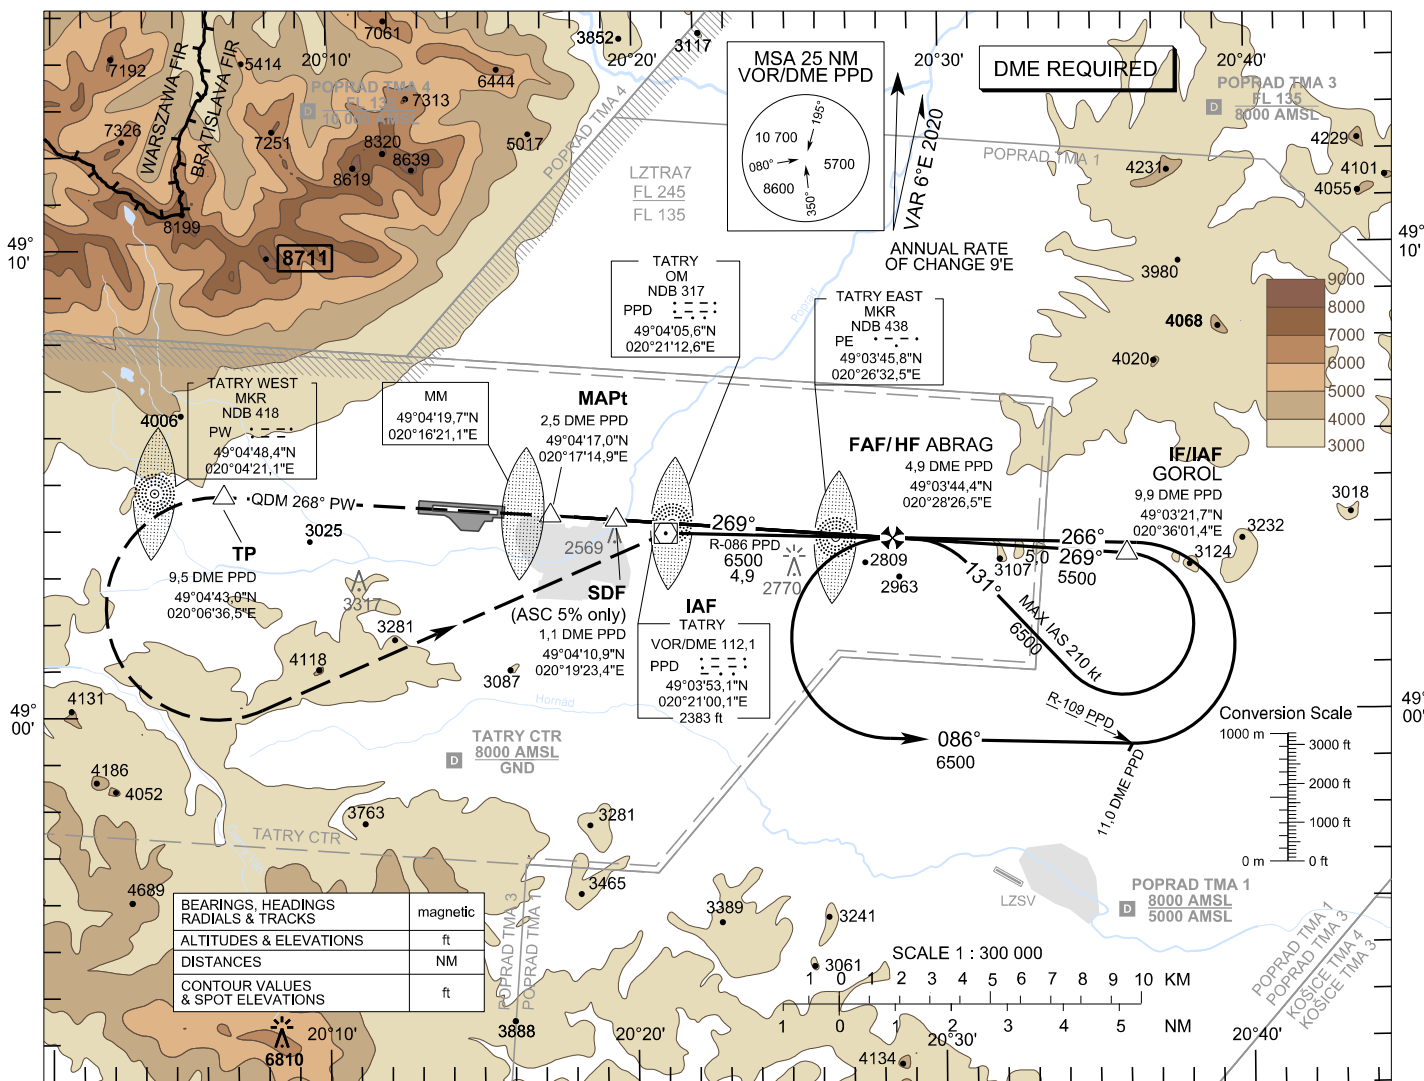 7061
3852
20°10'
20°20'
3117
20°30'
20°40'
7192
5414
6444
WARSZAWA FIR
BRATISLAVA FIR
POPRAD TMA 4
7313
7326
7251
8320
8639
8619
5017
8199
8711
POPRAD TMA 4
LZTRA7
FL 245
FL 135
MSA 25 NM
VOR/DME PPD
195°
10 700
080°
5700
8600
350°
VAR 6°E 2020
ANNUAL RATE
OF CHANGE 9'E
DME REQUIRED
POPRAD TMA 3
D
FL 135
8000 AMSL
POPRAD TMA 1
4229
4231
4101
4055
3980
4068
4020
49°
10'
49°
10'
9000
8000
7000
6000
5000
4000
3000
Poprad
TATRY
OM
NDB 317
PPD
49°04'05,6"N
020°21'12,6"E
TATRY EAST
MKR
NDB 438
PE
49°03'45,8"N
020°26'32,5"E
TATRY WEST
MKR
NDB 418
PW
49°04'48,4"N
020°04'21,1"E
4006
MM
49°04'19,7"N
020°16'21,1"E
MAPt
2,5 DME PPD
49°04'17,0"N
020°17'14,9"E
FAF/HF ABRAG
4,9 DME PPD
49°03'44,4"N
020°28'26,5"E
IF/IAF
GOROL
9,9 DME PPD
49°03'21,7"N
020°36'01,4"E
3018
3232
3124
QDM 268° PW
TP
9,5 DME PPD
49°04'43,0"N
020°06'36,5"E
3025
3317
3281
4118
3087
2569
SDF
(ASC 5% only)
1,1 DME PPD
49°04'10,9"N
020°19'23,4"E
269°
R-086 PPD
6500
4,9
2770
2809
2963
3107
5,0
266°
269°
5500
131°
6500
MAX IAS 210 kt
IAF
TATRY
VOR/DME 112,1
PPD
49°03'53,1"N
020°21'00,1"E
2383 ft
R-109 PPD
086°
6500
11,0 DME PPD
4131
49°
00'
49°
00'
Hornád
TATRY CTR
D
8000 AMSL
GND
Conversion Scale
1000 m
3000 ft
2000 ft
1000 ft
0 m
0 ft
4186
4052
3763
3281
TATRY CTR
4689
3465
3389
3241
3061
LZSV
POPRAD TMA 1
D
8000 AMSL
5000 AMSL
BEARINGS, HEADINGS
RADIALS & TRACKS
magnetic
ALTITUDES & ELEVATIONS
ft
DISTANCES
NM
CONTOUR VALUES
& SPOT ELEVATIONS
ft
POPRAD TMA 3
POPRAD TMA 1
SCALE 1 : 300 000
1 0 1 2 3 4 5 6 7 8 9 10 KM
1 0 1 2 3 4 5 NM
POPRAD TMA 1
POPRAD TMA 3
KOŠICE TMA 4
KOŠICE TMA 3
6810
20°10'
3888
20°20'
4134
20°30'
20°40'